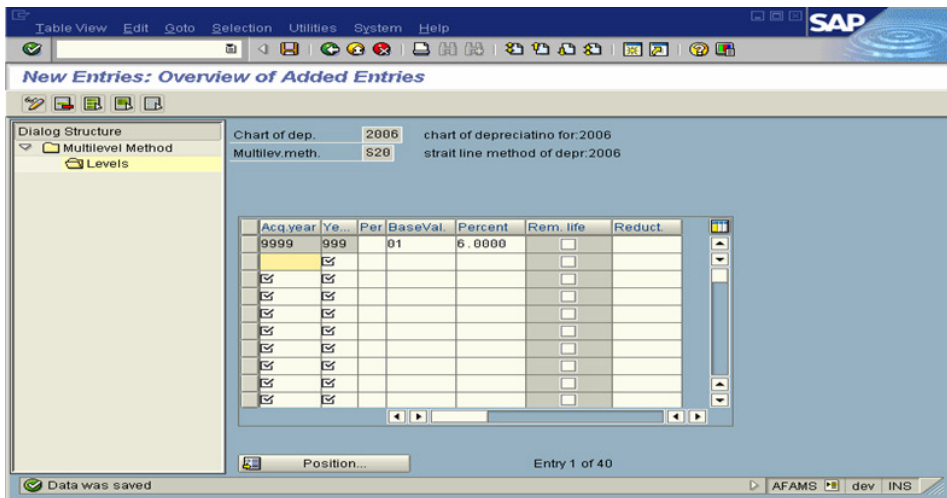 Table View Edit Goto Selection Utilities System Help
SAP
New Entries: Overview of Added Entries
Dialog Structure
Multilevel Method
Levels
Chart of dep. 2006 chart of depreciatino for:2006
Multilev.meth. S20 strait line method of depr:2006
Acq.year Ye... Per BaseVal. Percent Rem. life Reduct.
9999 999 01 6.0000
Position... Entry 1 of 40
Data was saved AFAMS dev INS